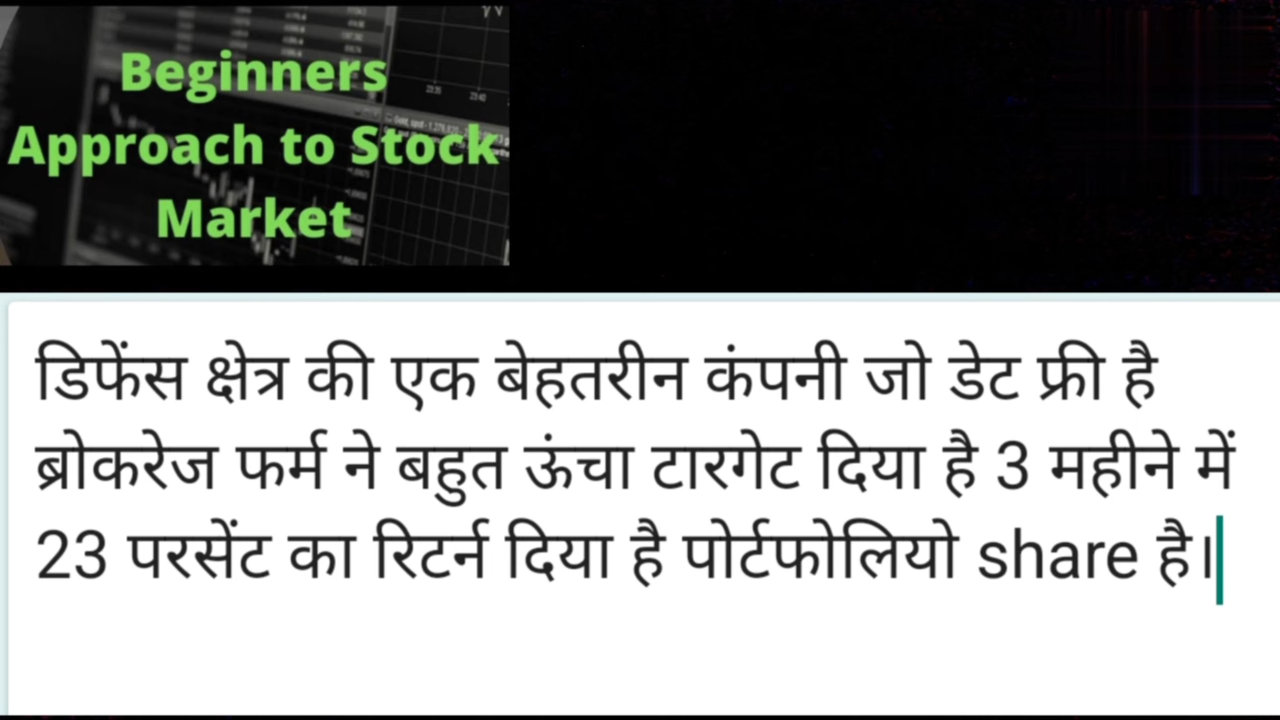 Beginners
Approach to Stock
Market
डिफेंस क्षेत्र की एक बेहतरीन कंपनी जो डेट फ्री है
ब्रोकरेज फर्म ने बहुत ऊंचा टारगेट दिया है 3 महीने में
23 परसेंट का रिटर्न दिया है पोर्टफोलियो share है।